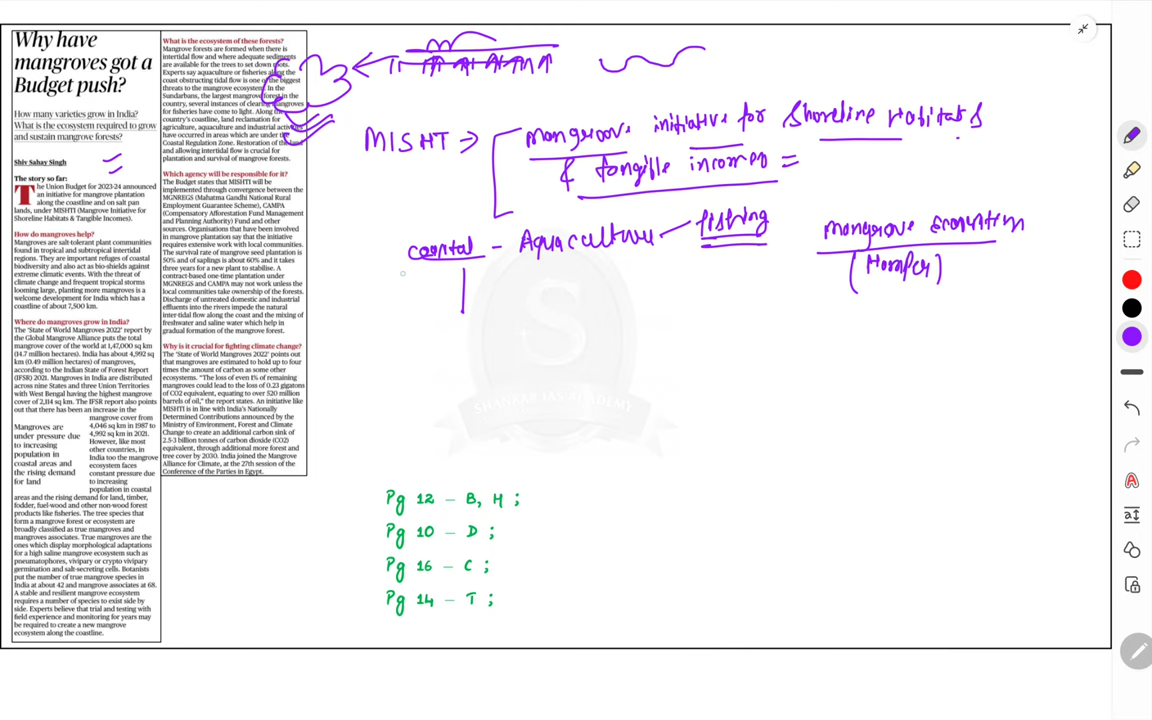 Why have
mangroves got a
Budget push?
How many varieties grow in India?
What is the ecosystem required to grow
and sustain mangrove forests?
Shiv Sahay Singh
The story so far:
The Union Budget for 2023-24 announced
an initiative for mangrove plantation
along the coastline and on salt pan
lands, under MISHTI (Mangrove Initiative for
Shoreline Habitats & Tangible Incomes).
How do mangroves help?
Mangroves are salt-tolerant plant communities
found in tropical and subtropical intertidal
regions. They are important refuges of coastal
biodiversity and also act as bio-shields against
extreme climatic events. With the threat of
climate change and frequent tropical storms
looming large, planting more mangroves is a
welcome development for India which has a
coastline of about 7,500 km.
Where do mangroves grow in India?
The 'State of World Mangroves 2022' report by
the Global Mangrove Alliance puts the total
mangrove cover of the world at 1,47,000 sq km
(14.7 million hectares). India has about 4,992 sq
km (0.49 million hectares) of mangroves,
according to the Indian State of Forest Report
(IFSR) 2021. Mangroves in India are distributed
across nine States and three Union Territories
with West Bengal having the highest mangrove
cover of 2,114 sq km. The IFSR report also points
out that there has been an increase in the
mangrove cover from
4,046 sq km in 1987 to
4,992 sq km in 2021.
However, like most
other countries, in
India too the mangrove
ecosystem faces
constant pressure due
to increasing
population in coastal
Mangroves are
under pressure due
to increasing
population in
coastal areas and
the rising demand
for land
areas and the rising demand for land, timber,
fodder, fuel-wood and other non-wood forest
products like fisheries. The tree species that
form a mangrove forest or ecosystem are
broadly classified as true mangroves and
mangroves associates. True mangroves are the
ones which display morphological adaptations
for a high saline mangrove ecosystem such as
pneumatophores, vivipary or crypto vivipary
germination and salt-secreting cells. Botanists
put the number of true mangrove species in
India at about 42 and mangrove associates at 68.
A stable and resilient mangrove ecosystem
requires a number of species to exist side by
side. Experts believe that trial and testing with
field experience and monitoring for years may
be required to create a new mangrove
ecosystem along the coastline.
What is the ecosystem of these forests?
Mangrove forests are formed when there is
intertidal flow and where adequate sediments
are available for the trees to set down roots.
Experts say aquaculture or fisheries along the
coast obstructing tidal flow is one of the biggest
threats to the mangrove ecosystem. In the
Sundarbans, the largest mangrove forest in the
country, several instances of clearing mangroves
for fisheries have come to light. Along the
country's coastline, land reclamation for
agriculture, aquaculture and industrial activities
have occurred in areas which are under the
Coastal Regulation Zone. Restoration of the land
and allowing intertidal flow is crucial for
plantation and survival of mangrove forests.
Which agency will be responsible for it?
The Budget states that MISHTI will be
implemented through convergence between the
MGNREGS (Mahatma Gandhi National Rural
Employment Guarantee Scheme), CAMPA
(Compensatory Afforestation Fund Management
and Planning Authority) Fund and other
sources. Organisations that have been involved
in mangrove plantation say that the initiative
requires extensive work with local communities.
The survival rate of mangrove seed plantation is
50% and of saplings is about 60% and it takes
three years for a new plant to stabilise. A
contract-based one-time plantation under
MGNREGS and CAMPA may not work unless the
local communities take ownership of the forests.
Discharge of untreated domestic and industrial
effluents into the rivers impede the natural
inter-tidal flow along the coast and the mixing of
freshwater and saline water which help in
gradual formation of the mangrove forest.
Why is it crucial for fighting climate change?
The 'State of World Mangroves 2022' points out
that mangroves are estimated to hold up to four
times the amount of carbon as some other
ecosystems. "The loss of even 1% of remaining
mangroves could lead to the loss of 0.23 gigatons
of CO2 equivalent, equating to over 520 million
barrels of oil," the report states. An initiative like
MISHTI is in line with India's Nationally
Determined Contributions announced by the
Ministry of Environment, Forest and Climate
Change to create an additional carbon sink of
2.5-3 billion tonnes of carbon dioxide (CO2)
equivalent, through additional more forest and
tree cover by 2030. India joined the Mangrove
Alliance for Climate, at the 27th session of the
Conference of the Parties in Egypt.
MISHT ⇒ mangroove initiative for Shoreline Habitats
& tangible incomes =
coastal - Aquaculture fishing mangrove ecosystem
(Hamper)
SHANKAR IAS ACADEMY
Pg 12 - B, H ;
Pg 10 - D ;
Pg 16 - C ;
Pg 14 - T ;